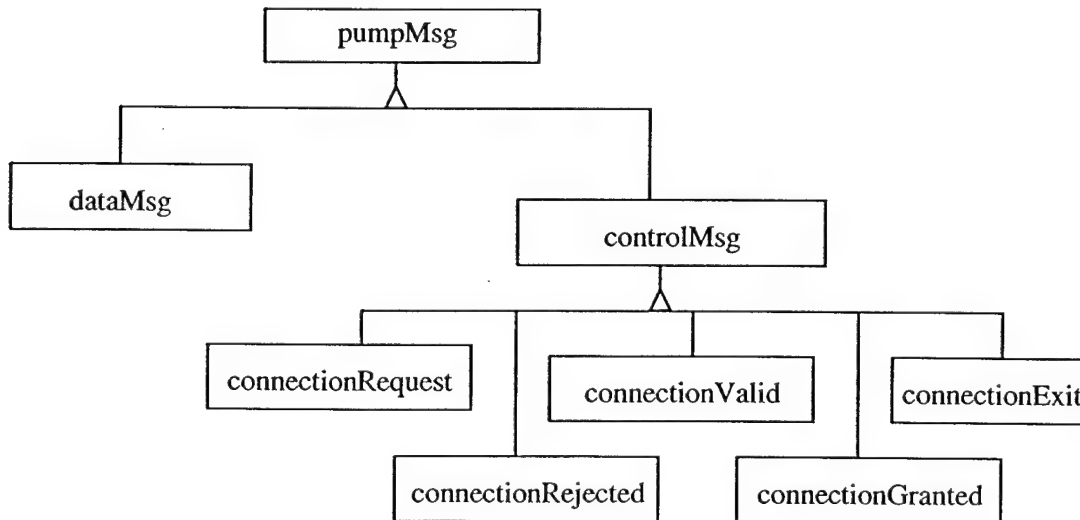 pumpMsg
dataMsg
controlMsg
connectionRequest
connectionValid
connectionExit
connectionRejected
connectionGranted